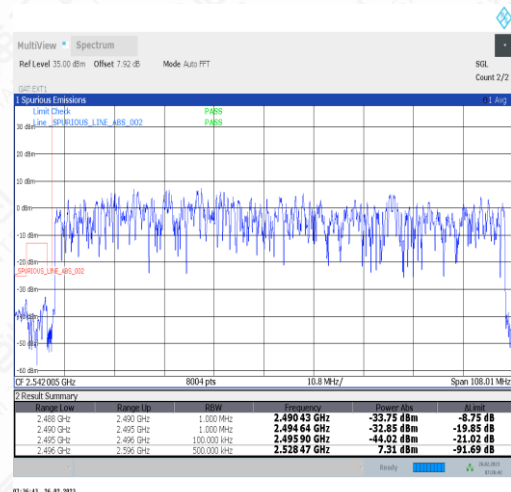 MultiView Spectrum
Ref Level 35.00 dBm Offset 7.92 dB Mode Auto FFT SGL
Count 2/2
GAT:EXT1
1 Spurious Emissions 1 Avg
Limit Check PASS
Line _SPURIOUS_LINE_ABS_002 PASS
30 dBm
20 dBm
10 dBm
0 dBm
-10 dBm
-20 dBm
_SPURIOUS_LINE_ABS_002
-30 dBm
-40 dBm
-50 dBm
-60 dBm
CF 2.542005 GHz 8004 pts 10.8 MHz/ Span 108.01 MHz
2 Result Summary
Range Low Range Up RBW Frequency Power Abs ΔLimit
2.488 GHz 2.490 GHz 1.000 MHz 2.490 43 GHz -33.75 dBm -8.75 dB
2.490 GHz 2.495 GHz 1.000 MHz 2.494 64 GHz -32.85 dBm -19.85 dB
2.495 GHz 2.496 GHz 100.000 kHz 2.495 90 GHz -44.02 dBm -21.02 dB
2.496 GHz 2.596 GHz 500.000 kHz 2.528 47 GHz 7.31 dBm -91.69 dB
Ready 26.02.2023
07:36:42